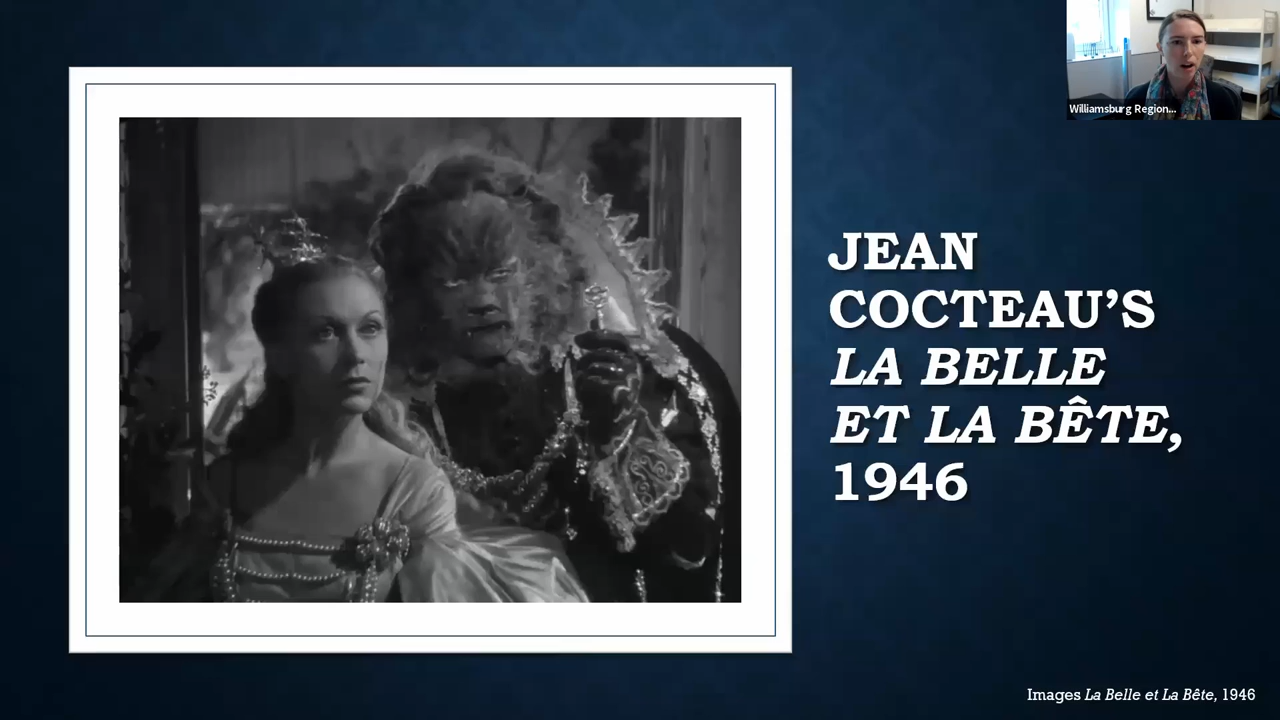 Williamsburg Region...
JEAN
COCTEAU’S
LA BELLE
ET LA BÊTE,
1946
Images La Belle et La Bête, 1946